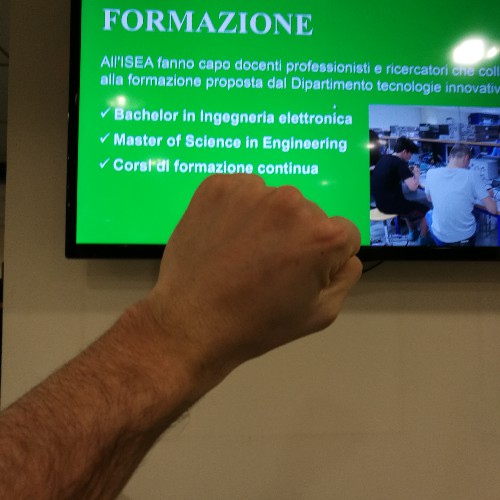 FORMAZIONE
All'ISEA fanno capo docenti professionisti e ricercatori che
alla formazione proposta dal Dipartimento tecnologie
✓ Bachelor in Ingegneria elettronica
✓ Master of Science in Engineering
✓ Corsi di formazione continua